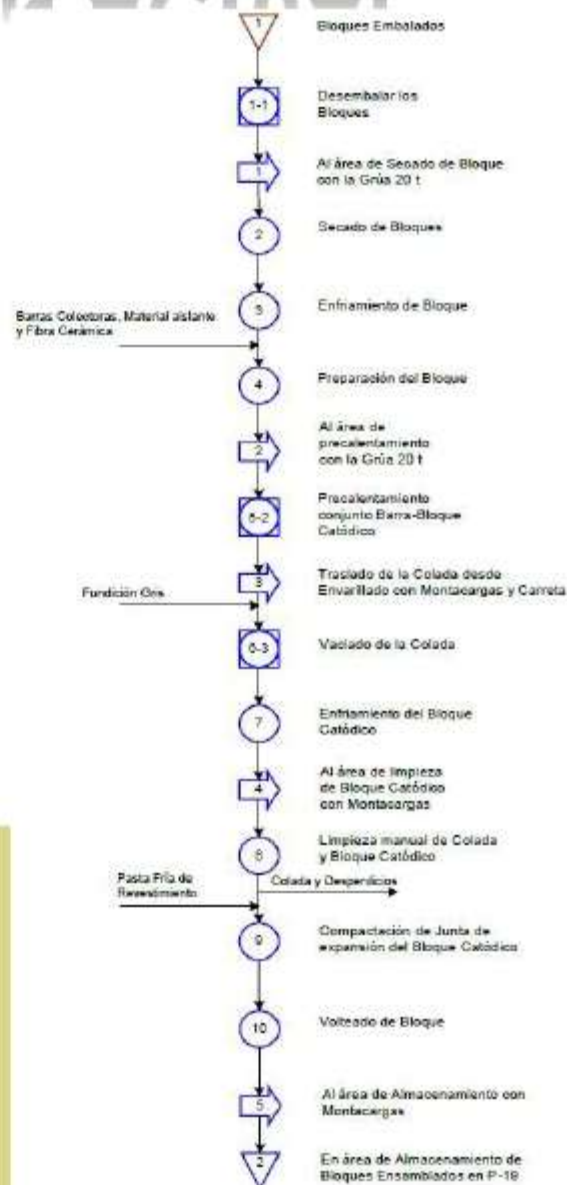 1
Bloques Embalados
1-1
Desembalar los
Bloques
1
Al área de Secado de Bloque
con la Grúa 20 t
2
Secado de Bloques
3
Enfriamiento de Bloque
Barras Colectoras, Material aislante
y Fibra Cerámica
4
Preparación del Bloque
2
Al área de
precalentamiento
con la Grúa 20 t
5-2
Precalentamiento
conjunto Barra-Bloque
Catódico
3
Traslado de la Colada desde
Envarillado con Montacargas y Carreta
Fundición Gris
6-3
Vaciado de la Colada
7
Enfriamiento del Bloque
Catódico
4
Al área de limpieza
de Bloque Catódico
con Montacargas
8
Limpieza manual de Colada
y Bloque Catódico
Pasta Fría de
Revestimiento
Colada y Desperdicios
9
Compactación de Junta de
expansión del Bloque Catódico
10
Volteado de Bloque
5
Al área de Almacenamiento con
Montacargas
2
En área de Almacenamiento de
Bloques Ensamblados en P-19